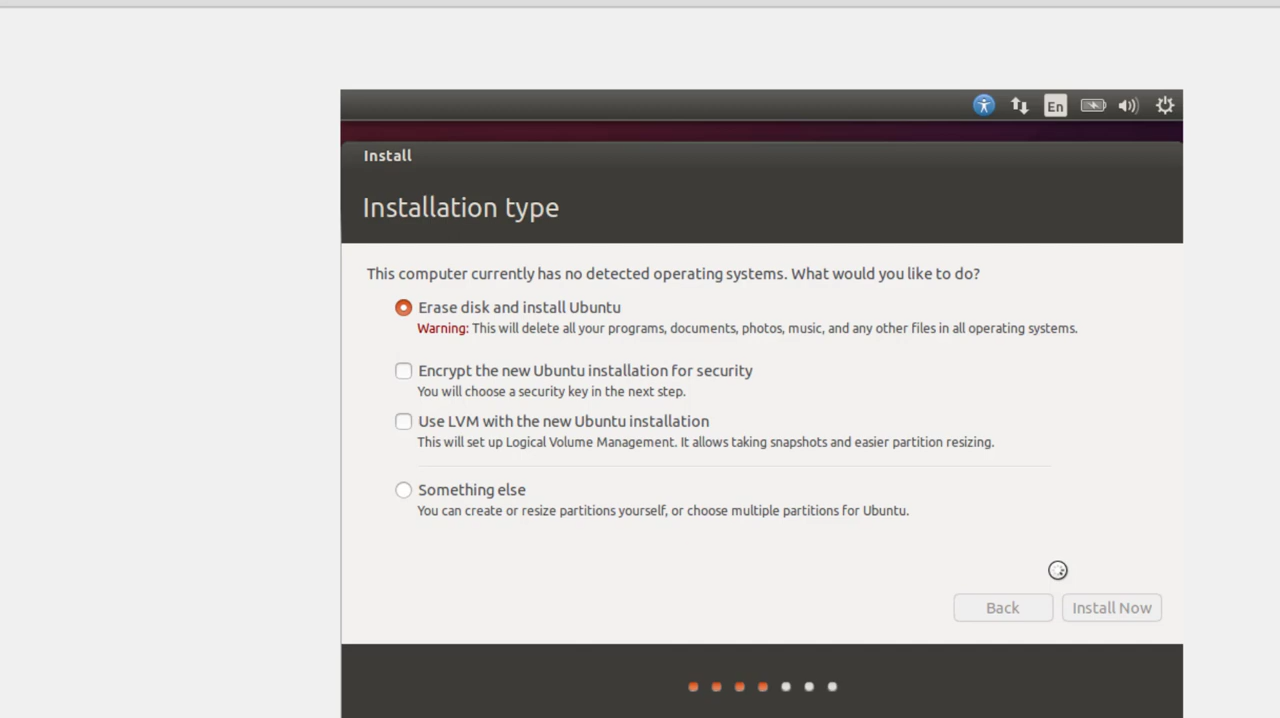 En
Install
Installation type
This computer currently has no detected operating systems. What would you like to do?
Erase disk and install Ubuntu
Warning: This will delete all your programs, documents, photos, music, and any other files in all operating systems.
Encrypt the new Ubuntu installation for security
You will choose a security key in the next step.
Use LVM with the new Ubuntu installation
This will set up Logical Volume Management. It allows taking snapshots and easier partition resizing.
Something else
You can create or resize partitions yourself, or choose multiple partitions for Ubuntu.
Back Install Now